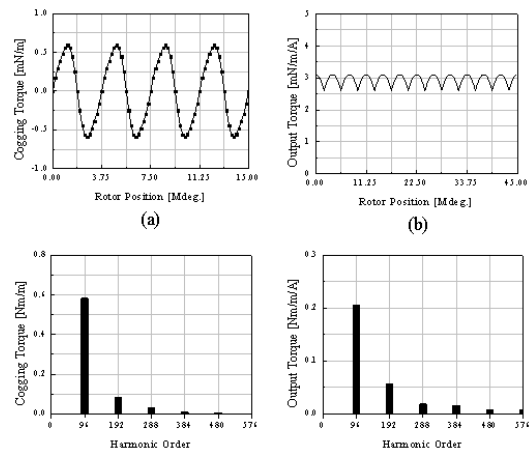 Cogging Torque [mN/m]
1.0
0.5
0.0
-0.5
-1.0
0.00 3.75 7.50 11.25 15.00
Rotor Position [Mdeg.]
(a)
Output Torque [mN/m/A]
5
4
3
2
1
0
0.00 11.25 22.50 33.75 45.00
Rotor Position [Mdeg.]
(b)
Cogging Torque [Nm/m]
0.8
0.6
0.4
0.2
0.0
96 192 288 384 480 576
Harmonic Order
Output Torque [Nm/m/A]
0.3
0.2
0.1
0.0
96 192 288 384 480 576
Harmonic Order